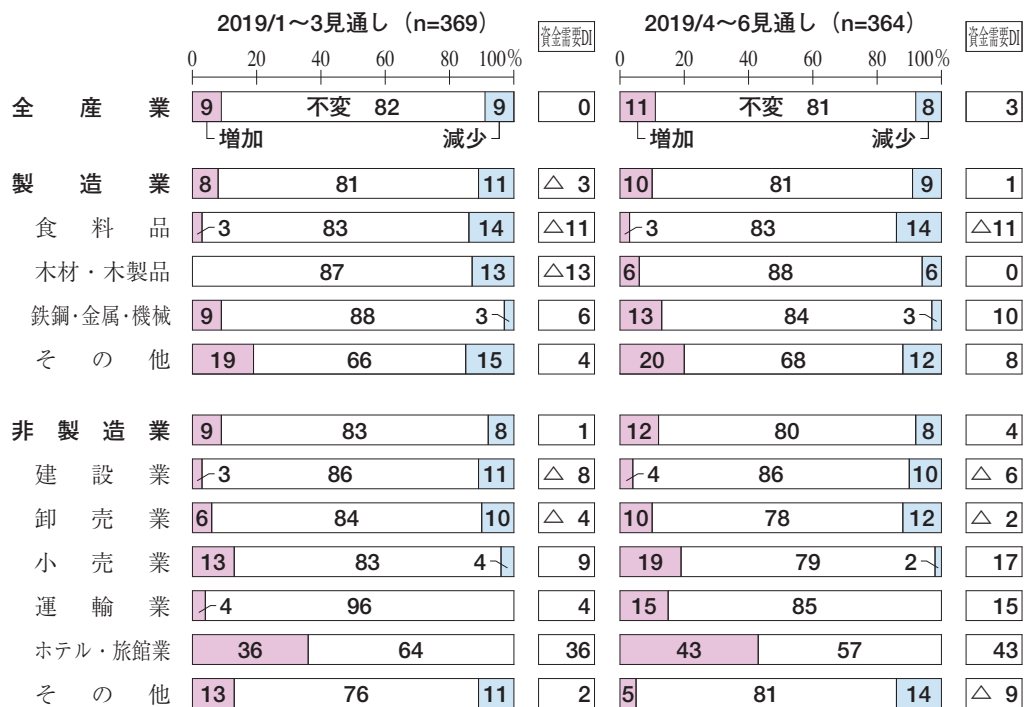 2019/1〜3見通し（n=369） 資金需要DI 2019/4〜6見通し（n=364） 資金需要DI
0 20 40 60 80 100% 0 20 40 60 80 100%
全産業 9 不変 82 9 0 11 不変 81 8 3
増加 減少 増加 減少
製造業 8 81 11 △ 3 10 81 9 1
食料品 3 83 14 △11 3 83 14 △11
木材・木製品 87 13 △13 6 88 6 0
鉄鋼・金属・機械 9 88 3 6 13 84 3 10
その他 19 66 15 4 20 68 12 8
非製造業 9 83 8 1 12 80 8 4
建設業 3 86 11 △ 8 4 86 10 △ 6
卸売業 6 84 10 △ 4 10 78 12 △ 2
小売業 13 83 4 9 19 79 2 17
運輸業 4 96 4 15 85 15
ホテル・旅館業 36 64 36 43 57 43
その他 13 76 11 2 5 81 14 △ 9